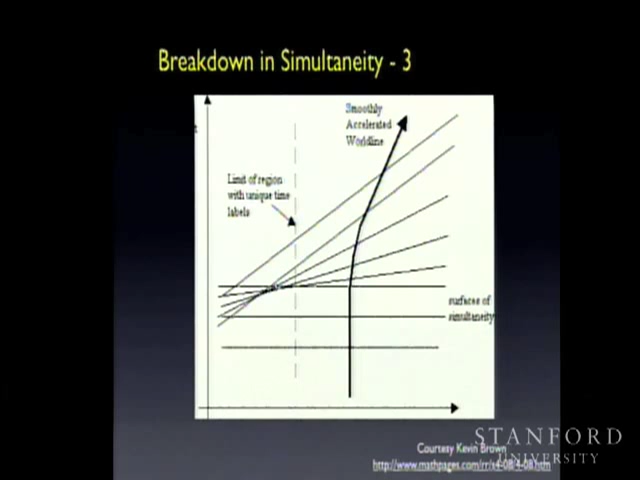 Breakdown in Simultaneity - 3
Smoothly
Accelerated
Worldline
t
Limit of region
with unique time
labels
surfaces of
simultaneity
STANFORD
UNIVERSITY
Courtesy Kevin Brown